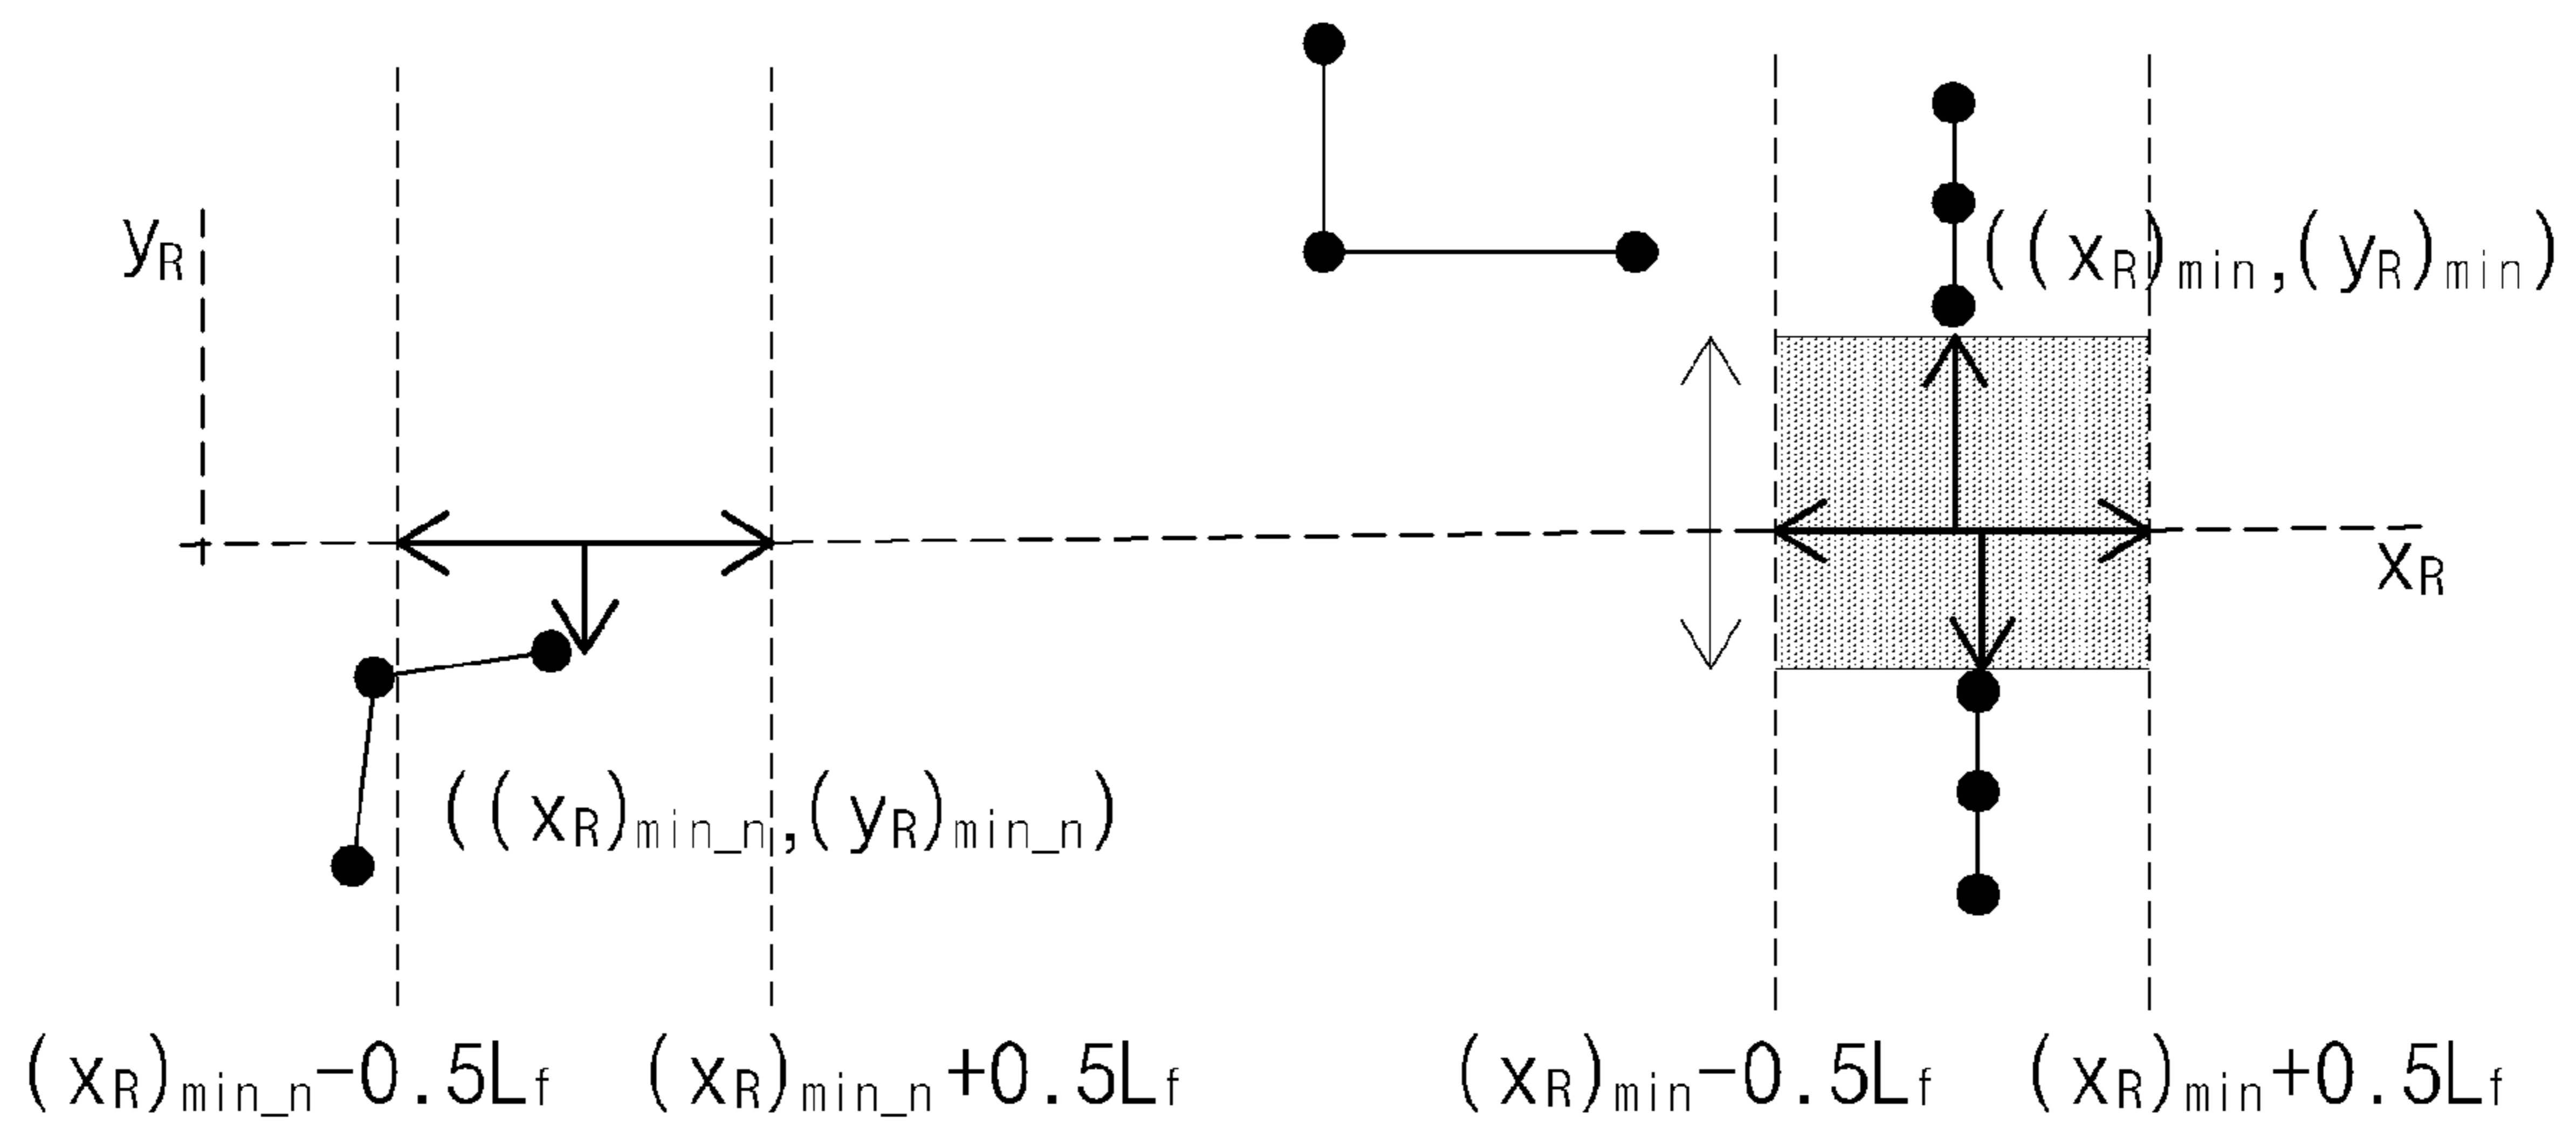 yR
((xR)min,(yR)min)
xR
((xR)min_n,(yR)min_n)
(xR)min_n-0.5Lf
(xR)min_n+0.5Lf
(xR)min-0.5Lf
(xR)min+0.5Lf